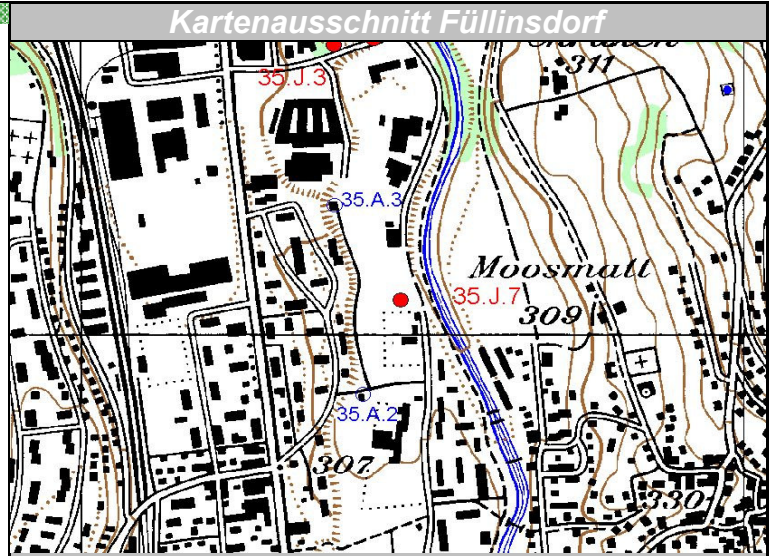 Kartenausschnitt Füllinsdorf
311
35.J.3
35.A.3
Moosmatt
35.J.7
309
35.A.2
307
330